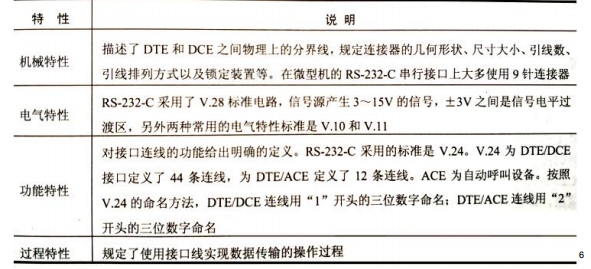 特 性 说 明
机械特性
描述了 DTE 和 DCE 之间物理上的分界线，规定连接器的几何形状、尺寸大小、引线数、
引线排列方式以及锁定装置等。在微型机的 RS-232-C 串行接口上大多使用 9 针连接器
电气特性
RS-232-C 采用了 V.28 标准电路，信号源产生 3～15V 的信号，±3V 之间是信号电平过
渡区，另外两种常用的电气特性标准是 V.10 和 V.11
功能特性
对接口连线的功能给出明确的定义。RS-232-C 采用的标准是 V.24。V.24 为 DTE/DCE
接口定义了 44 条连线，为 DTE/ACE 定义了 12 条连线。ACE 为自动呼叫设备。按照
V.24 的命名方法，DTE/DCE 连线用“1”开头的三位数字命名；DTE/ACE 连线用“2”
开头的三位数字命名
过程特性 规定了使用接口线实现数据传输的操作过程
6